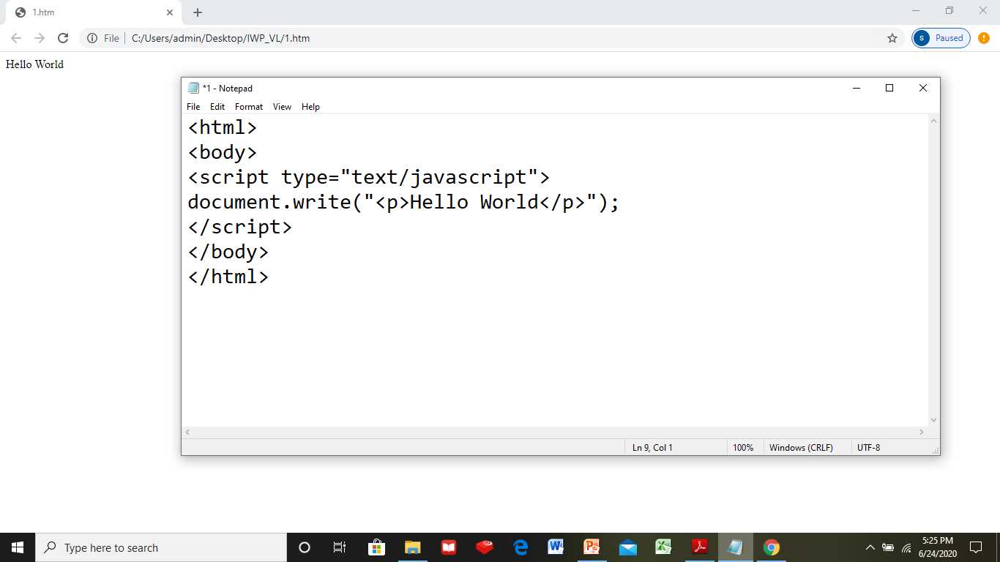 1.htm
File C:/Users/admin/Desktop/IWP_VL/1.htm
S Paused
Hello World
*1 - Notepad
File Edit Format View Help
<html>
<body>
<script type="text/javascript">
document.write("<p>Hello World</p>");
</script>
</body>
</html>
Ln 9, Col 1 100% Windows (CRLF) UTF-8
Type here to search
5:25 PM
6/24/2020